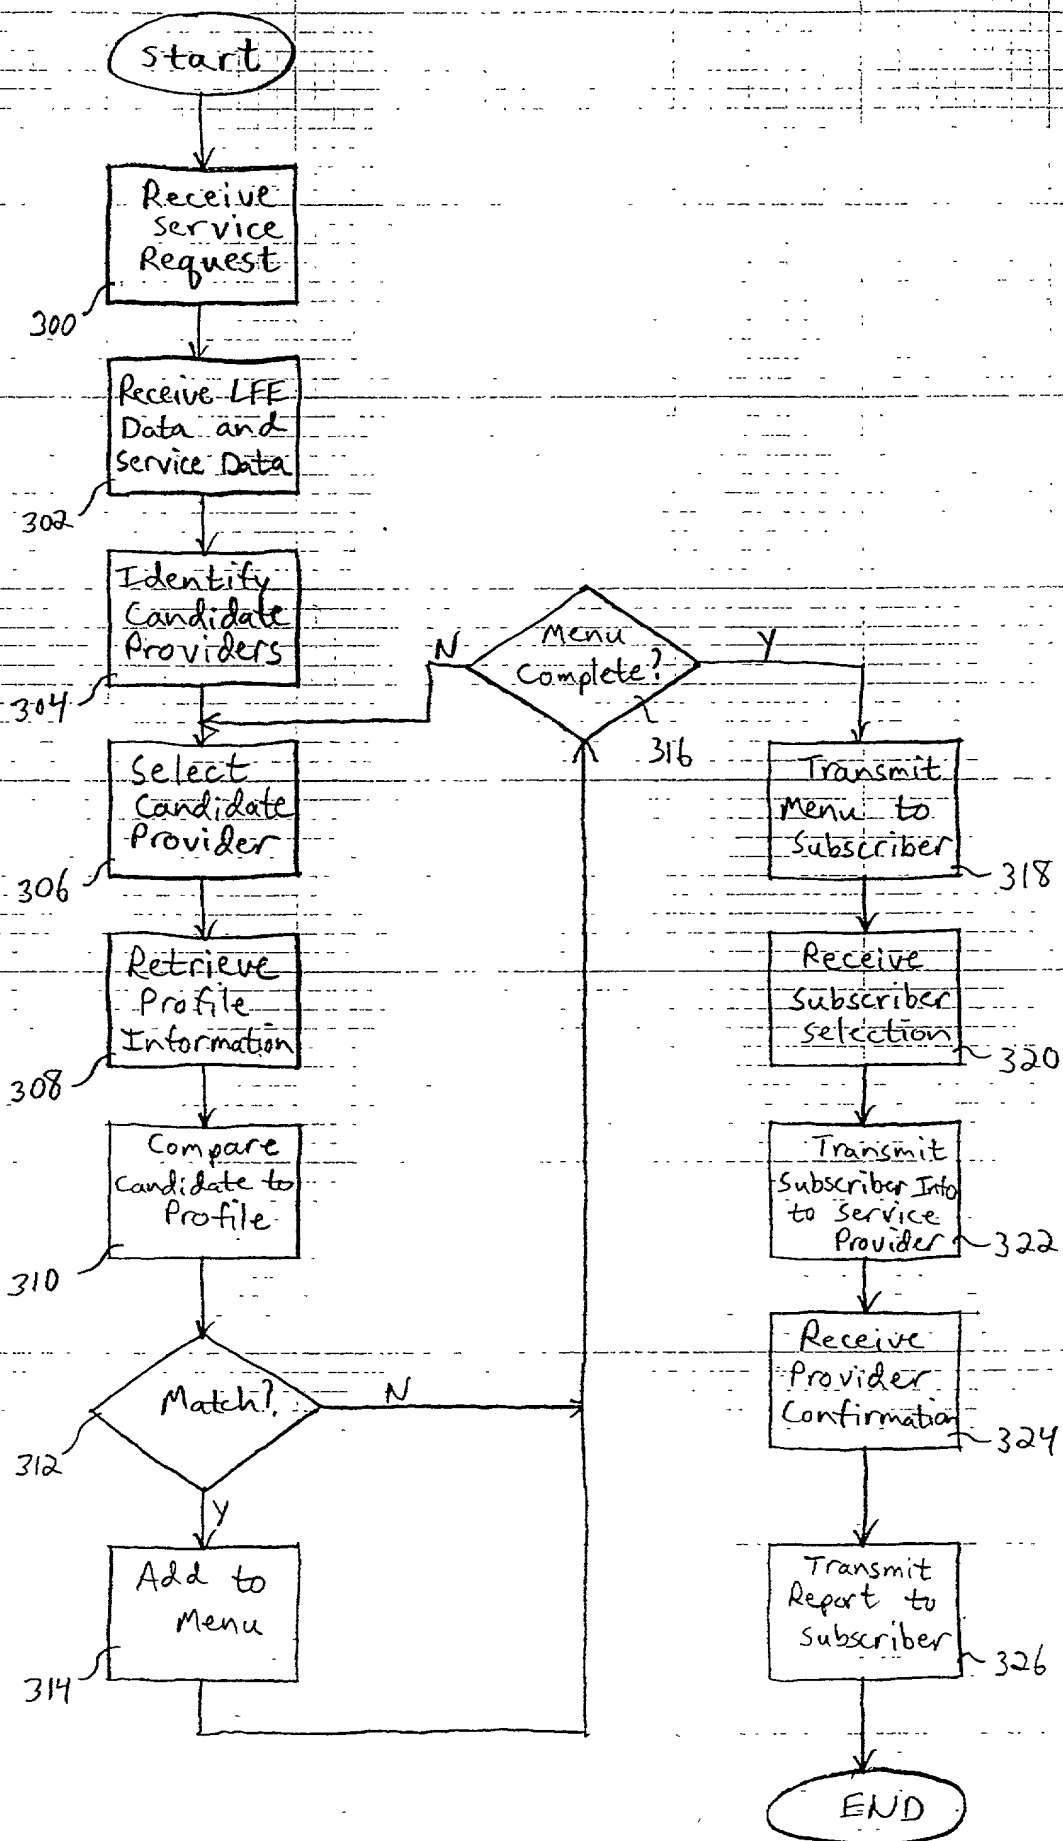 Start
Receive
Service
Request
300
Receive LFE
Data and
Service Data
302
Identify
Candidate
Providers
304
Select
Candidate
Provider
306
Retrieve
Profile
Information
308
Compare
Candidate to
Profile
310
Match?
N
312
Y
Add to
Menu
314
Menu
Complete?
N
Y
316
Transmit
Menu to
Subscriber
318
Receive
Subscriber
Selection
320
Transmit
Subscriber Info
to Service
Provider
322
Receive
Provider
Confirmation
324
Transmit
Report to
Subscriber
326
END